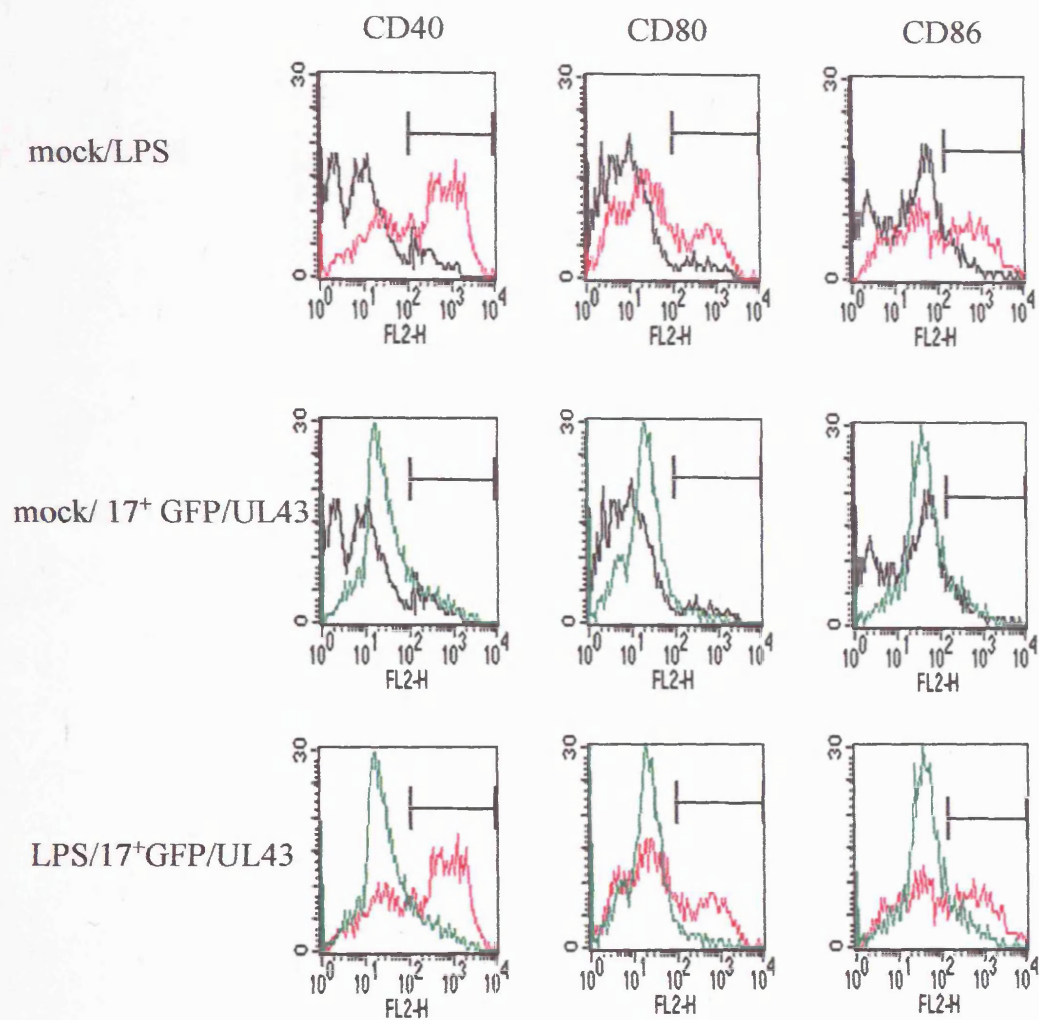 CD40 CD80 CD86
mock/LPS
30 30 30
0 0 0
10⁰ 10¹ 10² 10³ 10⁴ 10⁰ 10¹ 10² 10³ 10⁴ 10⁰ 10¹ 10² 10³ 10⁴
FL2-H FL2-H FL2-H
mock/ 17⁺ GFP/UL43
30 30 30
0 0 0
10⁰ 10¹ 10² 10³ 10⁴ 10⁰ 10¹ 10² 10³ 10⁴ 10⁰ 10¹ 10² 10³ 10⁴
FL2-H FL2-H FL2-H
LPS/17⁺GFP/UL43
30 30 30
0 0 0
10⁰ 10¹ 10² 10³ 10⁴ 10⁰ 10¹ 10² 10³ 10⁴ 10⁰ 10¹ 10² 10³ 10⁴
FL2-H FL2-H FL2-H